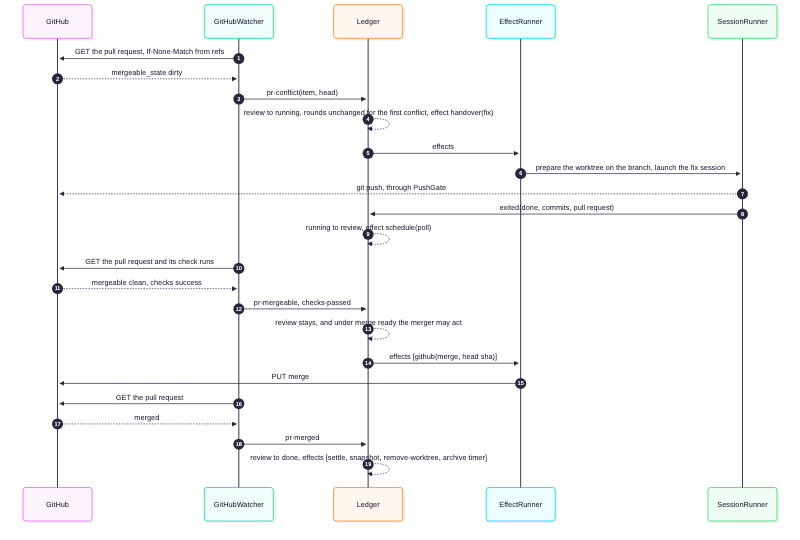 GitHub
GitHubWatcher
Ledger
EffectRunner
SessionRunner
1
GET the pull request, If-None-Match from refs
2
mergeable_state dirty
3
pr-conflict(item, head)
4
review to running, rounds unchanged for the first conflict, effect handover(fix)
5
effects
6
prepare the worktree on the branch, launch the fix session
7
git push, through PushGate
8
exited(done, commits, pull request)
9
running to review, effect schedule(poll)
10
GET the pull request and its check runs
11
mergeable clean, checks success
12
pr-mergeable, checks-passed
13
review stays, and under merge ready the merger may act
14
effects [github(merge, head sha)]
15
PUT merge
16
GET the pull request
17
merged
18
pr-merged
19
review to done, effects [settle, snapshot, remove-worktree, archive timer]
GitHub
GitHubWatcher
Ledger
EffectRunner
SessionRunner